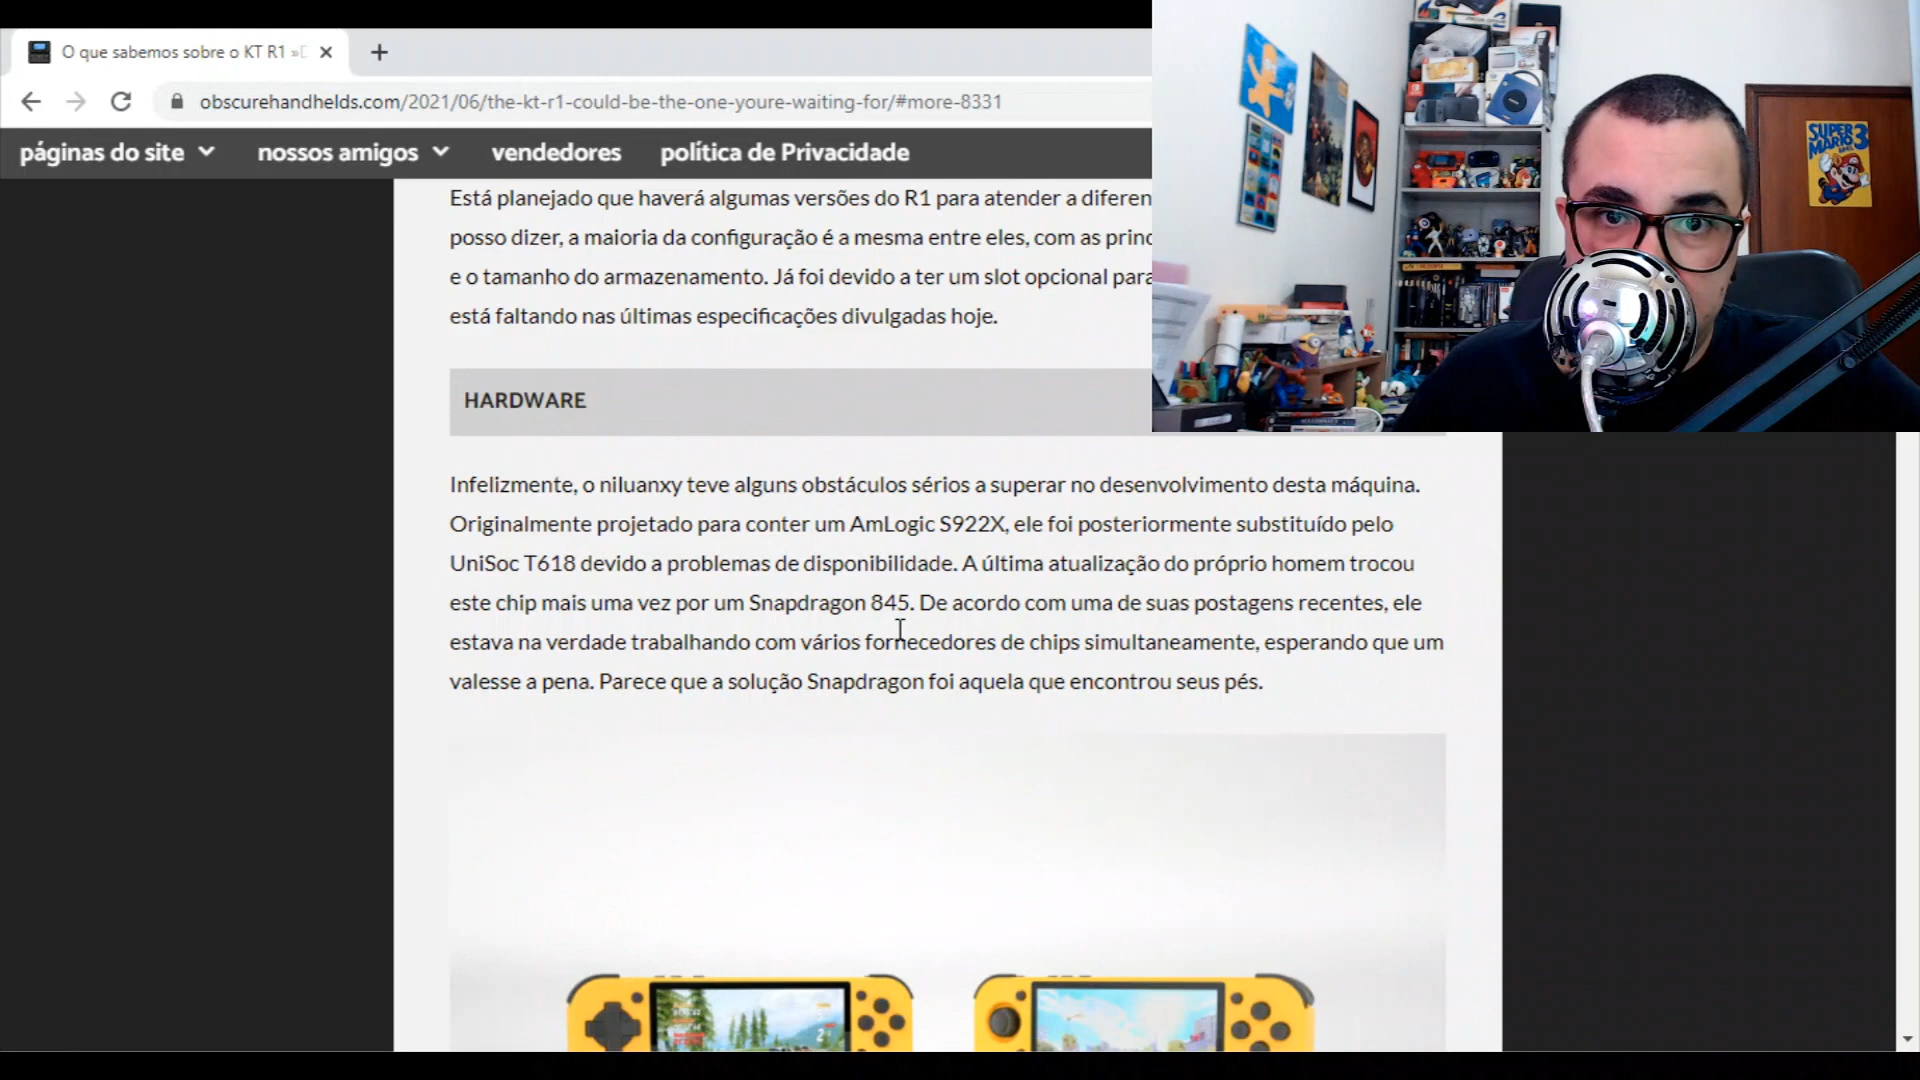 O que sabemos sobre o KT R1 »
obscurehandhelds.com/2021/06/the-kt-r1-could-be-the-one-youre-waiting-for/#more-8331
páginas do site
nossos amigos
vendedores
política de Privacidade
SUPER
MARIO
3
Está planejado que haverá algumas versões do R1 para atender a diferen
posso dizer, a maioria da configuração é a mesma entre eles, com as princ
e o tamanho do armazenamento. Já foi devido a ter um slot opcional para
está faltando nas últimas especificações divulgadas hoje.
HARDWARE
Infelizmente, o niluanxy teve alguns obstáculos sérios a superar no desenvolvimento desta máquina.
Originalmente projetado para conter um AmLogic S922X, ele foi posteriormente substituído pelo
UniSoc T618 devido a problemas de disponibilidade. A última atualização do próprio homem trocou
este chip mais uma vez por um Snapdragon 845. De acordo com uma de suas postagens recentes, ele
estava na verdade trabalhando com vários fornecedores de chips simultaneamente, esperando que um
valesse a pena. Parece que a solução Snapdragon foi aquela que encontrou seus pés.